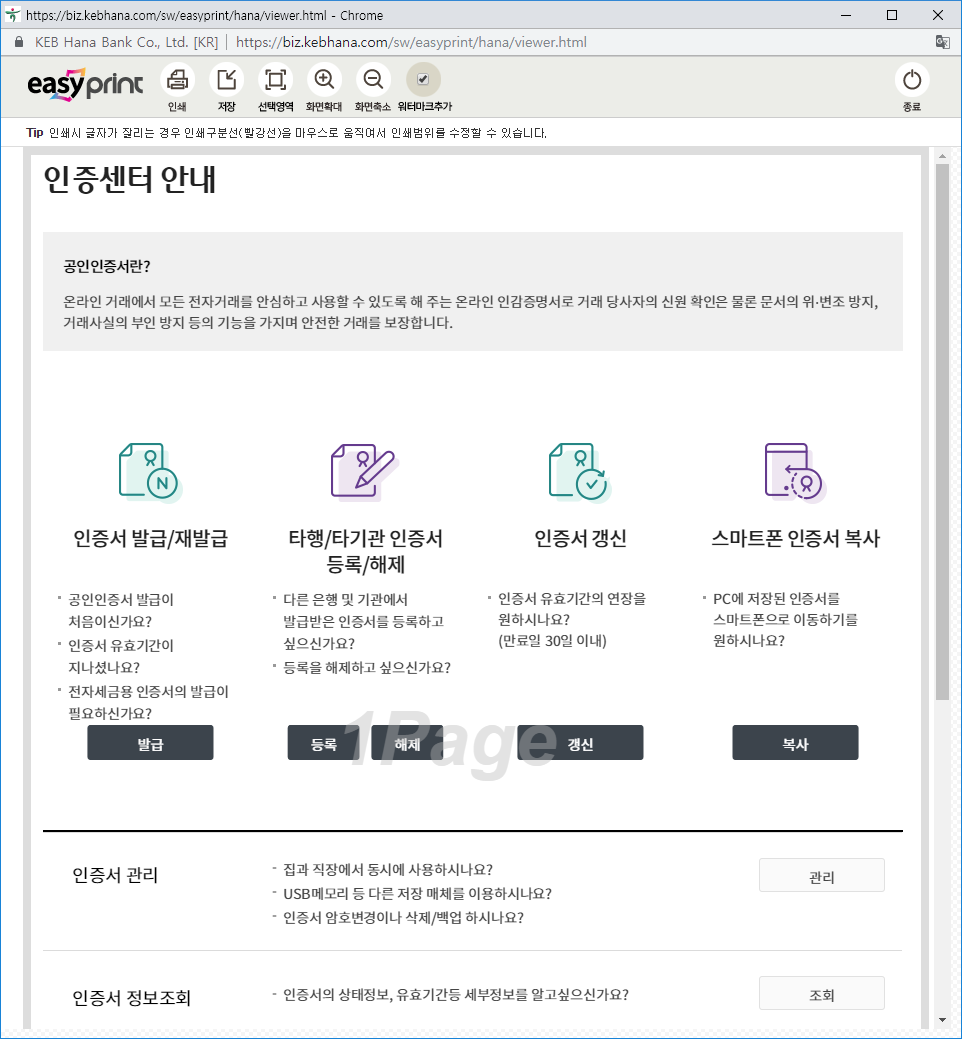 https://biz.kebhana.com/sw/easyprint/hana/viewer.html - Chrome
KEB Hana Bank Co., Ltd. [KR] | https://biz.kebhana.com/sw/easyprint/hana/viewer.html
easyprint
인쇄 저장 선택영역 화면확대 화면축소 워터마크추가 종료
Tip 인쇄시 글자가 잘리는 경우 인쇄구분선(빨강선)을 마우스로 움직여서 인쇄범위를 수정할 수 있습니다.
인증센터 안내
공인인증서란?
온라인 거래에서 모든 전자거래를 안심하고 사용할 수 있도록 해 주는 온라인 인감증명서로 거래 당사자의 신원 확인은 물론 문서의 위·변조 방지,
거래사실의 부인 방지 등의 기능을 가지며 안전한 거래를 보장합니다.
N
인증서 발급/재발급
공인인증서 발급이
처음이신가요?
인증서 유효기간이
지나셨나요?
전자세금용 인증서의 발급이
필요하신가요?
발급
타행/타기관 인증서
등록/해제
다른 은행 및 기관에서
발급받은 인증서를 등록하고
싶으신가요?
등록을 해제하고 싶으신가요?
등록 해제
인증서 갱신
인증서 유효기간의 연장을
원하시나요?
(만료일 30일 이내)
갱신
스마트폰 인증서 복사
PC에 저장된 인증서를
스마트폰으로 이동하기를
원하시나요?
복사
1Page
인증서 관리
- 집과 직장에서 동시에 사용하시나요?
- USB메모리 등 다른 저장 매체를 이용하시나요?
- 인증서 암호변경이나 삭제/백업 하시나요?
관리
인증서 정보조회
- 인증서의 상태정보, 유효기간등 세부정보를 알고싶으신가요?
조회